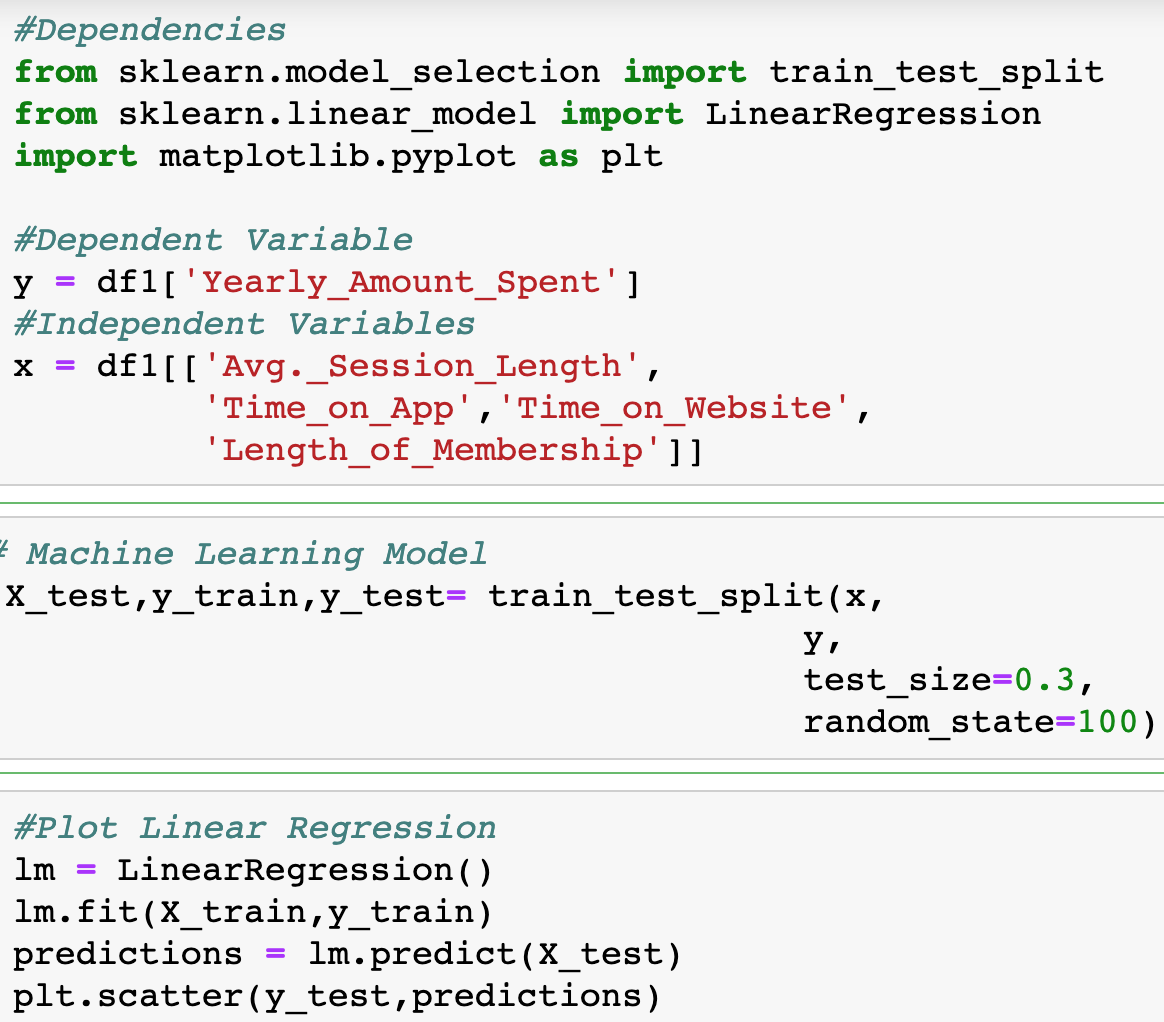 #Dependencies
from sklearn.model_selection import train_test_split
from sklearn.linear_model import LinearRegression
import matplotlib.pyplot as plt
#Dependent Variable
y = df1['Yearly_Amount_Spent']
#Independent Variables
x = df1[['Avg._Session_Length',
'Time_on_App','Time_on_Website',
'Length_of_Membership']]
# Machine Learning Model
X_test,y_train,y_test= train_test_split(x,
y,
test_size=0.3,
random_state=100)
#Plot Linear Regression
lm = LinearRegression()
lm.fit(X_train,y_train)
predictions = lm.predict(X_test)
plt.scatter(y_test,predictions)